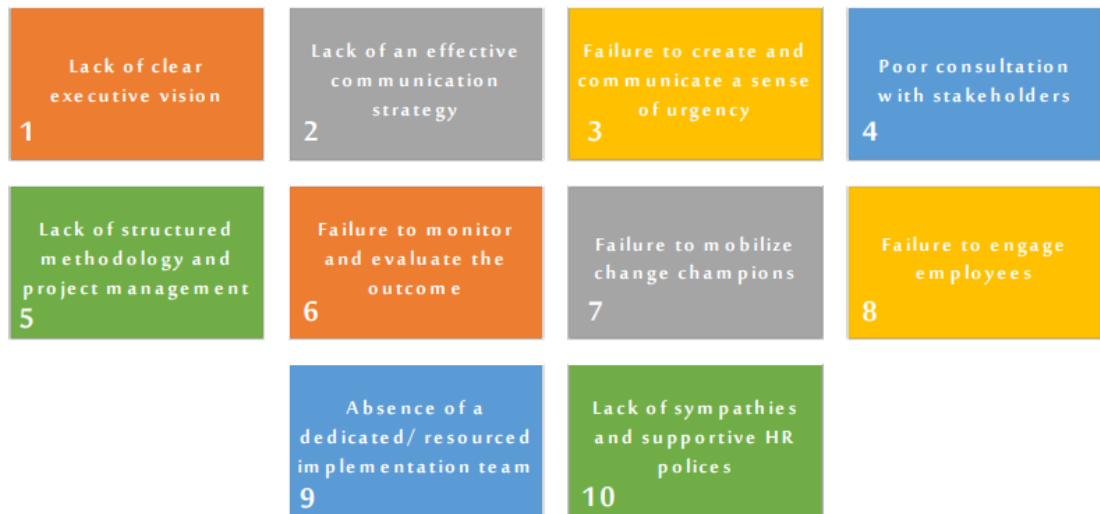 Lack of clear
executive vision
1
Lack of an effective
communication
strategy
2
Failure to create and
communicate a sense
of urgency
3
Poor consultation
with stakeholders
4
Lack of structured
methodology and
project management
5
Failure to monitor
and evaluate the
outcome
6
Failure to mobilize
change champions
7
Failure to engage
employees
8
Absence of a
dedicated/ resourced
implementation team
9
Lack of sympathies
and supportive HR
polices
10